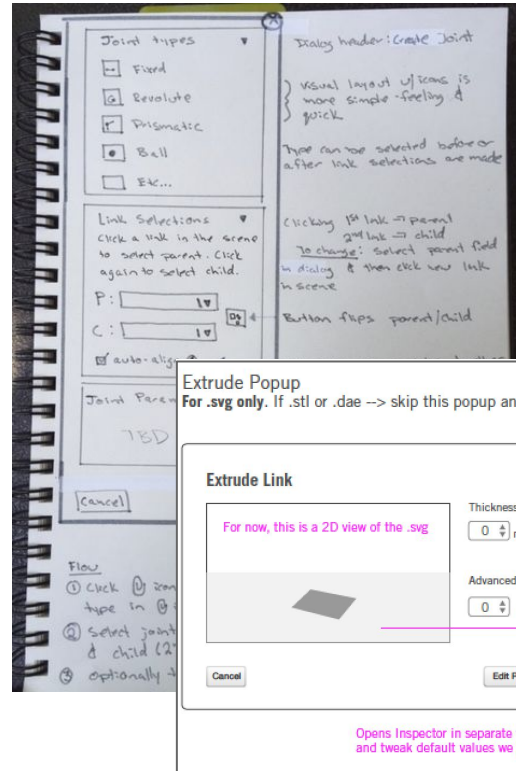 Joint types
Fixed
Revolute
Prismatic
Ball
Etc...
Link Selections
Click a link in the scene
to select parent. Click
again to select child.
P:
C:
auto-align
Joint Param
TBD
Cancel
Flow
① Click icon
type in
② Select joint
& child (2
③ optionally
Dialog header: Create Joint
visual layout w/icons is
more simple-feeling &
quick
Type can be selected before or
after link selections are made
Clicking 1st link → parent
2nd link → child
To change: select parent field
in dialog & then click new link
in scene
Button flips parent/child
Extrude Popup
For .svg only. If .stl or .dae --> skip this popup an
Extrude Link
For now, this is a 2D view of the .svg
Thickness
0
Advanced
0
Cancel
Edit P
Opens Inspector in separate
and tweak default values we